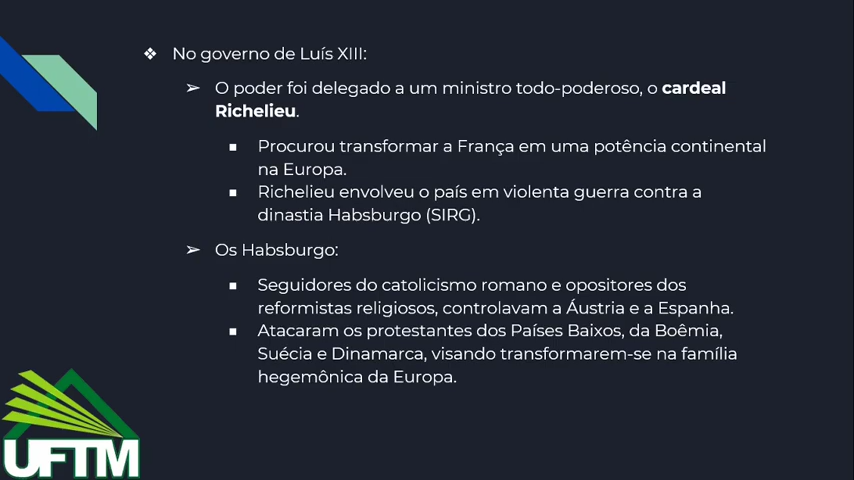 ❖ No governo de Luís XIII:
➢ O poder foi delegado a um ministro todo-poderoso, o cardeal
Richelieu.
▪ Procurou transformar a França em uma potência continental
na Europa.
▪ Richelieu envolveu o país em violenta guerra contra a
dinastia Habsburgo (SIRG).
➢ Os Habsburgo:
▪ Seguidores do catolicismo romano e opositores dos
reformistas religiosos, controlavam a Áustria e a Espanha.
▪ Atacaram os protestantes dos Países Baixos, da Boêmia,
Suécia e Dinamarca, visando transformarem-se na família
hegemônica da Europa.
UFTM